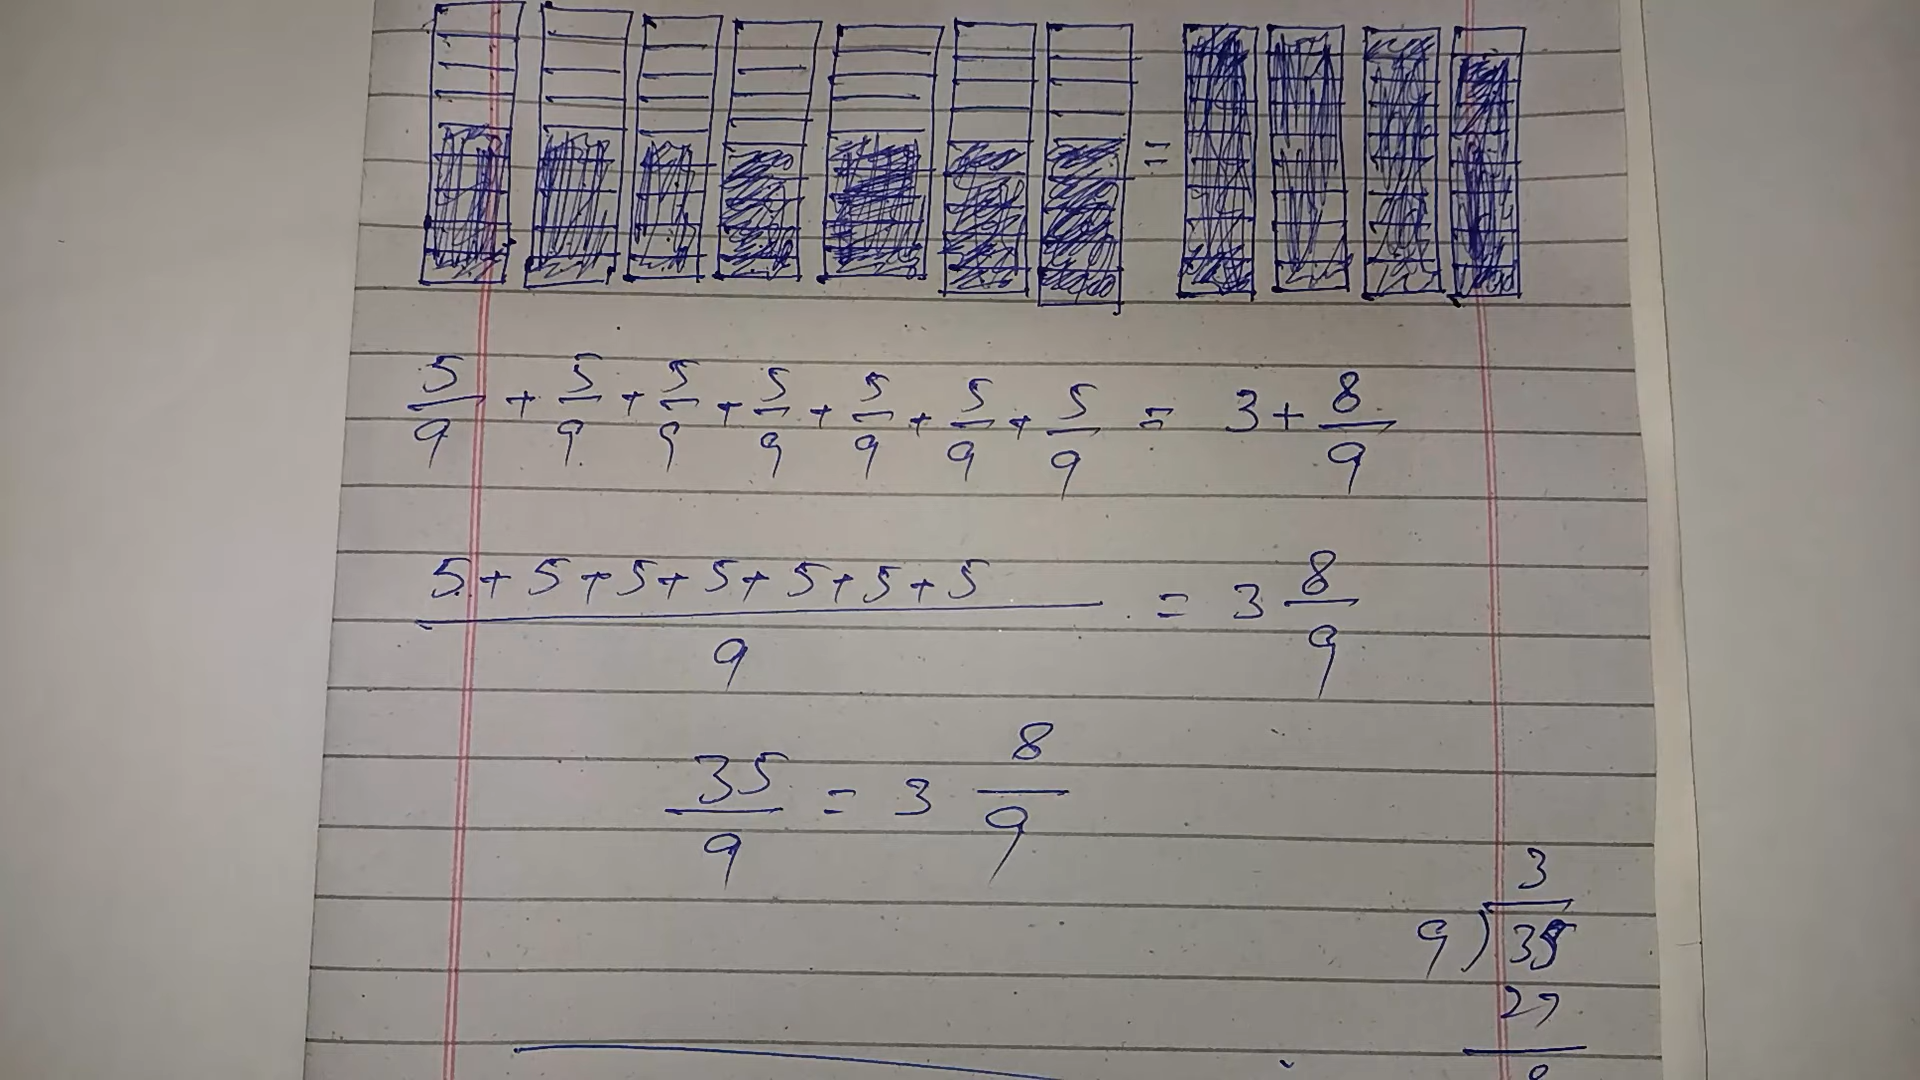 =
5/9 + 5/9 + 5/9 + 5/9 + 5/9 + 5/9 + 5/9 = 3 + 8/9
5+5+5+5+5+5+5/9 = 3 8/9
35/9 = 3 8/9
3
9)35
27
8